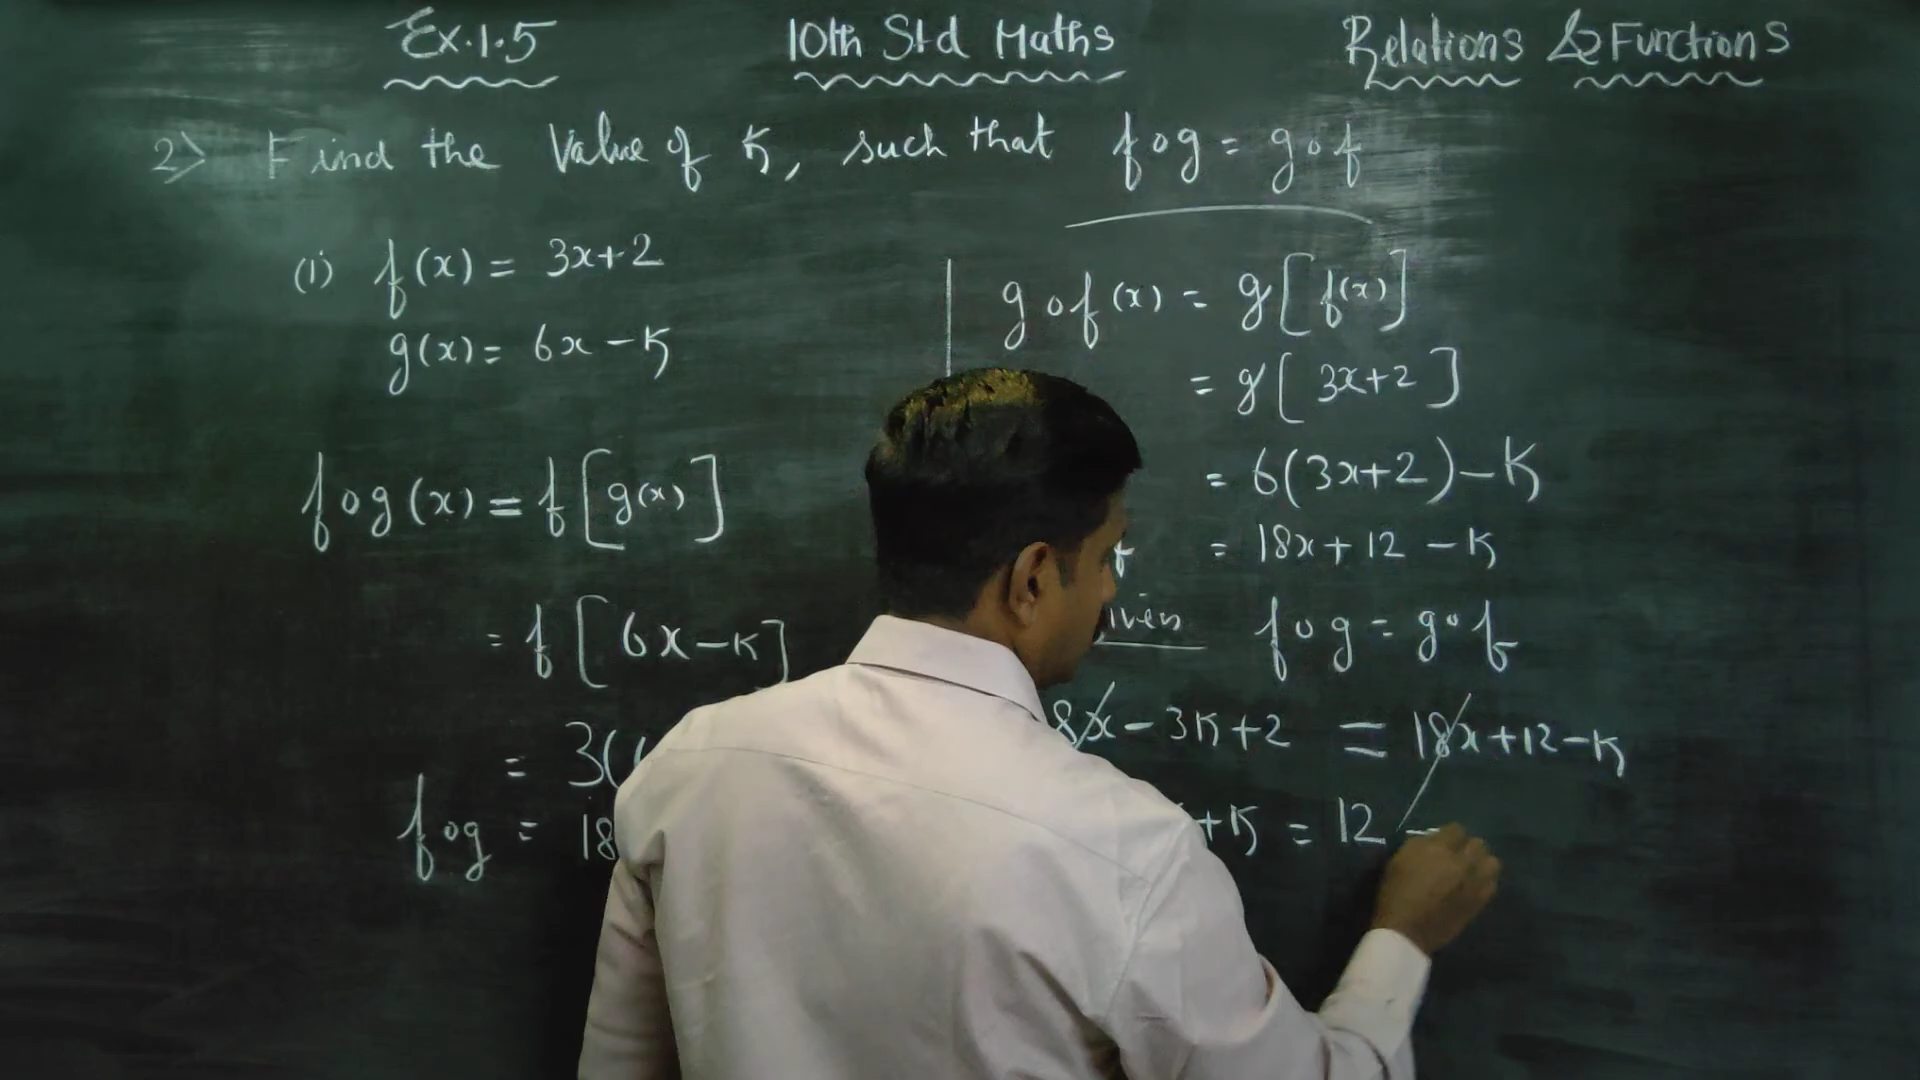 Ex.1.5 10th Std Maths Relations & Functions
2) Find the Value of K, such that fog = gof
(i) f(x) = 3x+2
g(x) = 6x-K
fog(x) = f[g(x)]
= f[6x-K]
= 3(
fog = 18
gof(x) = g[f(x)]
= g[3x+2]
= 6(3x+2)-K
= 18x+12-K
fog = gof
8x-3K+2 = 18x+12-K
+K = 12 -